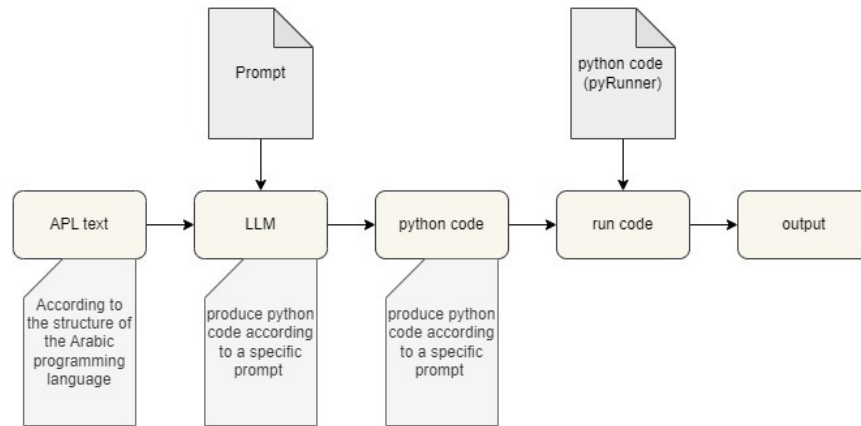 Prompt
python code
(pyRunner)
APL text
LLM
python code
run code
output
According to
the structure of
the Arabic
programming
language
produce python
code according
to a specific
prompt
produce python
code according
to a specific
prompt